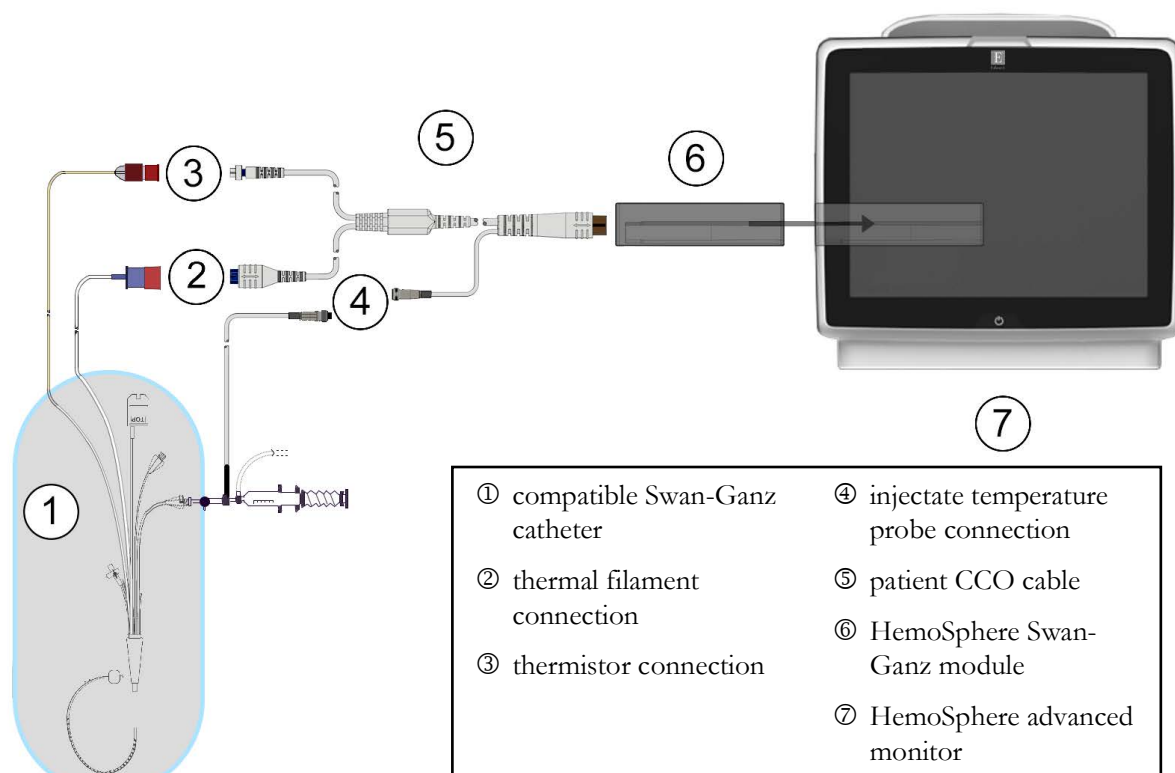 E
③
⑤
⑥
②
④
①
⑦
TOP
① compatible Swan-Ganz
catheter
② thermal filament
connection
③ thermistor connection
④ injectate temperature
probe connection
⑤ patient CCO cable
⑥ HemoSphere Swan-
Ganz module
⑦ HemoSphere advanced
monitor